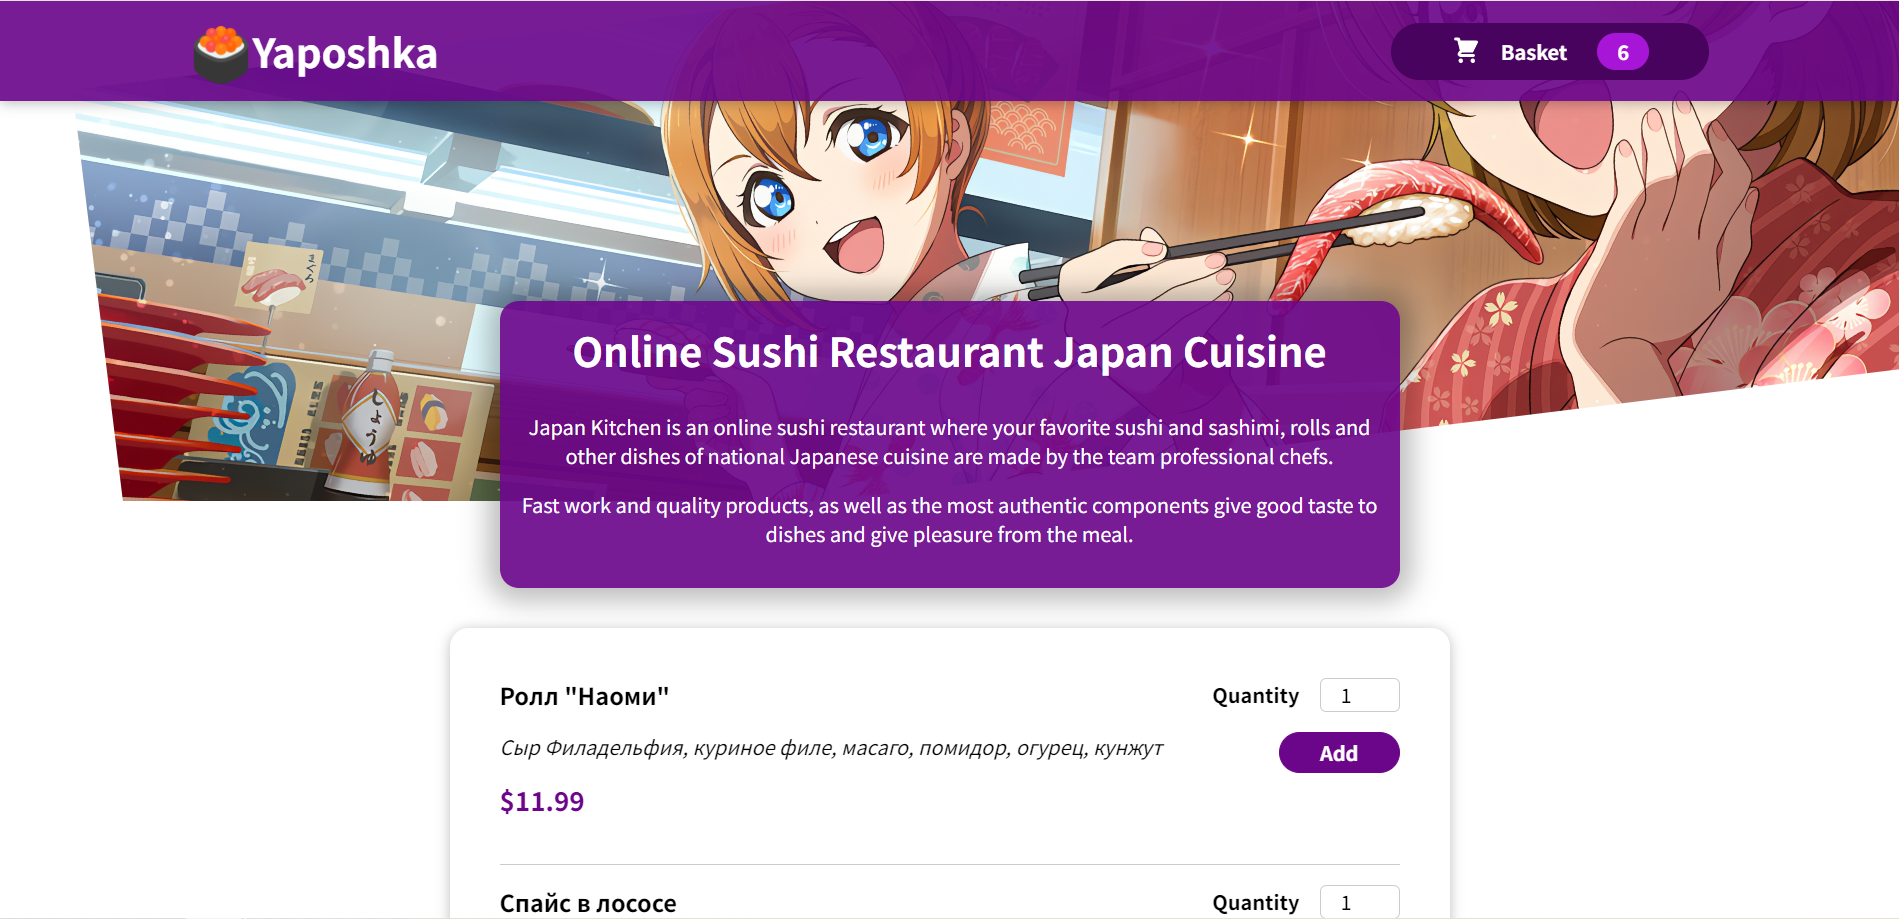 Yaposhka
Basket 6
Online Sushi Restaurant Japan Cuisine
Japan Kitchen is an online sushi restaurant where your favorite sushi and sashimi, rolls and
other dishes of national Japanese cuisine are made by the team professional chefs.
Fast work and quality products, as well as the most authentic components give good taste to
dishes and give pleasure from the meal.
しょうゆ
Ролл "Наоми"
Quantity 1
Сыр Филадельфия, куриное филе, масаго, помидор, огурец, кунжут
Add
$11.99
Спайс в лососе
Quantity 1